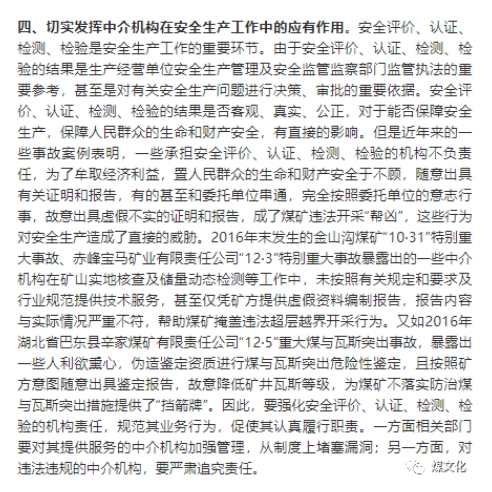 四、切实发挥中介机构在安全生产工作中的应有作用。安全评价、认证、
检测、检验是安全生产工作的重要环节。由于安全评价、认证、检测、检
验的结果是生产经营单位安全生产管理及安全监管监察部门监管执法的重
要参考，甚至是对有关安全生产问题进行决策、审批的重要依据。安全评
价、认证、检测、检验的结果是否客观、真实、公正，对于能否保障安全
生产，保障人民群众的生命和财产安全，有直接的影响。但是近年来的一
些事故案例表明，一些承担安全评价、认证、检测、检验的机构不负责
任，为了牟取经济利益，置人民群众的生命和财产安全于不顾，随意出具
有关证明和报告，有的甚至和委托单位串通，完全按照委托单位的意志行
事，故意出具虚假不实的证明和报告，成了煤矿违法开采“帮凶”，这些行为
对安全生产造成了直接的威胁。2016年末发生的金山沟煤矿“10·31”特别重
大事故、赤峰宝马矿业有限责任公司“12·3”特别重大事故暴露出的一些中介
机构在矿山实地核查及储量动态检测等工作中，未按照有关规定和要求及
行业规范提供技术服务，甚至仅凭矿方提供虚假资料编制报告，报告内容
与实际情况严重不符，帮助煤矿掩盖违法超层越界开采行为。又如2016年
湖北省巴东县辛家煤矿有限责任公司“12·5”重大煤与瓦斯突出事故，暴露出
一些人利欲熏心，伪造鉴定资质进行煤与瓦斯突出危险性鉴定，且按照矿
方意图随意出具鉴定报告，故意降低矿井瓦斯等级，为煤矿不落实防治煤
与瓦斯突出措施提供了“挡箭牌”。因此，要强化安全评价、认证、检测、检
验的机构责任，规范其业务行为，促使其认真履行职责。一方面相关部门
要对其提供服务的中介机构加强管理，从制度上堵塞漏洞；另一方面，对
违法违规的中介机构，要严肃追究责任。
煤文化